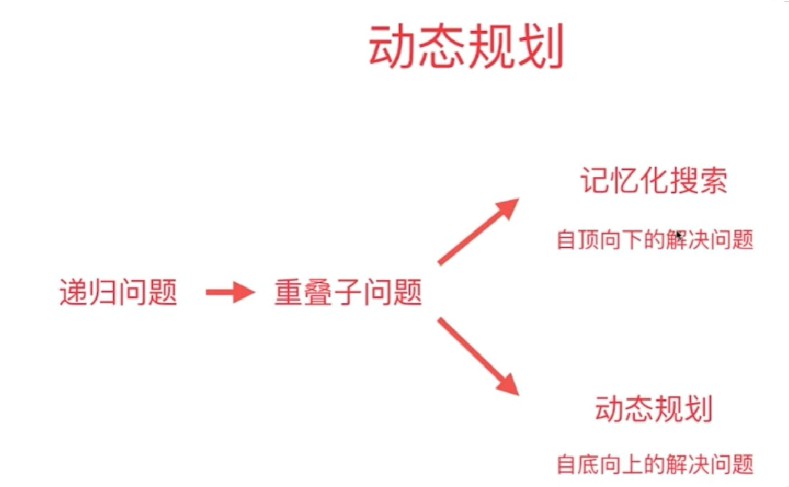 动态规划
记忆化搜索
自顶向下的解决问题
递归问题
重叠子问题
动态规划
自底向上的解决问题